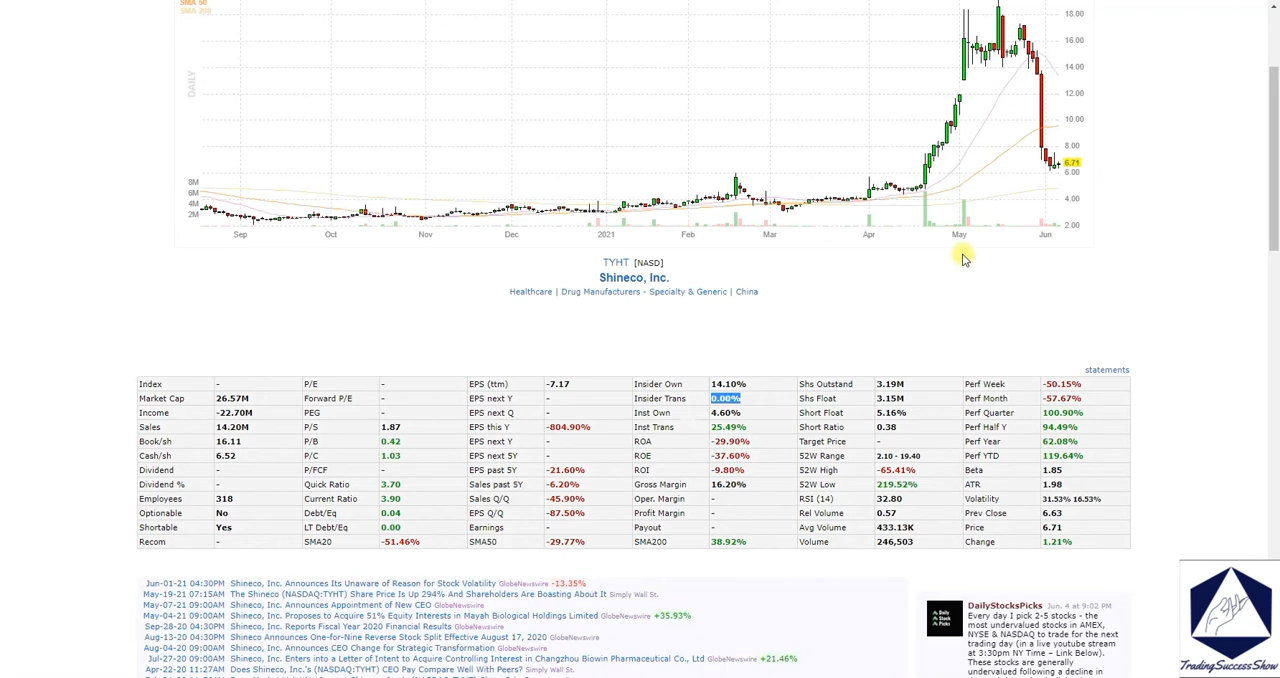 SMA 50
SMA 200
18.00
16.00
14.00
12.00
10.00
8.00
6.71
6.00
4.00
2.00
DAILY
8M
6M
4M
2M
Sep Oct Nov Dec 2021 Feb Mar Apr May Jun
TYHT [NASD]
Shineco, Inc.
Healthcare | Drug Manufacturers - Specialty & Generic | China
statements
Index - P/E - EPS (ttm) -7.17 Insider Own 14.10% Shs Outstand 3.19M Perf Week -50.15%
Market Cap 26.57M Forward P/E - EPS next Y - Insider Trans 0.00% Shs Float 3.15M Perf Month -57.67%
Income -22.70M PEG - EPS next Q - Inst Own 4.60% Short Float 5.16% Perf Quarter 100.90%
Sales 14.20M P/S 1.87 EPS this Y -804.90% Inst Trans 25.49% Short Ratio 0.38 Perf Half Y 94.49%
Book/sh 16.11 P/B 0.42 EPS next Y - ROA -29.90% Target Price - Perf Year 62.08%
Cash/sh 6.52 P/C 1.03 EPS next 5Y - ROE -37.60% 52W Range 2.10 - 19.40 Perf YTD 119.64%
Dividend - P/FCF - EPS past 5Y -21.60% ROI -9.80% 52W High -65.41% Beta 1.85
Dividend % - Quick Ratio 3.70 Sales past 5Y -6.20% Gross Margin 16.20% 52W Low 219.52% ATR 1.98
Employees 318 Current Ratio 3.90 Sales Q/Q -45.90% Oper. Margin - RSI (14) 32.80 Volatility 31.53% 16.53%
Optionable No Debt/Eq 0.04 EPS Q/Q -87.50% Profit Margin - Rel Volume 0.57 Prev Close 6.63
Shortable Yes LT Debt/Eq 0.00 Earnings - Payout - Avg Volume 433.13K Price 6.71
Recom - SMA20 -51.46% SMA50 -29.77% SMA200 38.92% Volume 246,503 Change 1.21%
Jun-01-21 04:30PM Shineco, Inc. Announces Its Unaware of Reason for Stock Volatility GlobeNewswire -13.35%
May-19-21 07:15AM The Shineco (NASDAQ:TYHT) Share Price Is Up 294% And Shareholders Are Boasting About It Simply Wall St.
May-07-21 09:00AM Shineco, Inc. Announces Appointment of New CEO GlobeNewswire
May-04-21 09:00AM Shineco, Inc. Proposes to Acquire 51% Equity Interests in Mayah Biological Holdings Limited GlobeNewswire +35.93%
Sep-28-20 04:30PM Shineco, Inc. Reports Fiscal Year 2020 Financial Results GlobeNewswire
Aug-13-20 04:30PM Shineco Announces One-for-Nine Reverse Stock Split Effective August 17, 2020 GlobeNewswire
Aug-04-20 09:00AM Shineco, Inc. Announces CEO Change for Strategic Transformation GlobeNewswire
Jul-27-20 09:00AM Shineco, Inc. Enters into a Letter of Intent to Acquire Controlling Interest in Changzhou Biowin Pharmaceutical Co., Ltd GlobeNewswire +21.46%
Apr-22-20 11:27AM Does Shineco, Inc.'s (NASDAQ:TYHT) CEO Pay Compare Well With Peers? Simply Wall St.
Daily Stock Picks
DailyStocksPicks Jun. 4 at 9:02 PM
Every day I pick 2-5 stocks - the
most undervalued stocks in AMEX,
NYSE & NASDAQ to trade for the next
trading day (in a live youtube stream
at 3:30pm NY Time – Link Below).
These stocks are generally
undervalued following a decline in
TradingSuccessShow